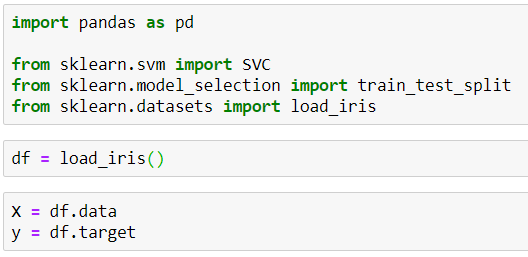 import pandas as pd
from sklearn.svm import SVC
from sklearn.model_selection import train_test_split
from sklearn.datasets import load_iris
df = load_iris()
X = df.data
y = df.target